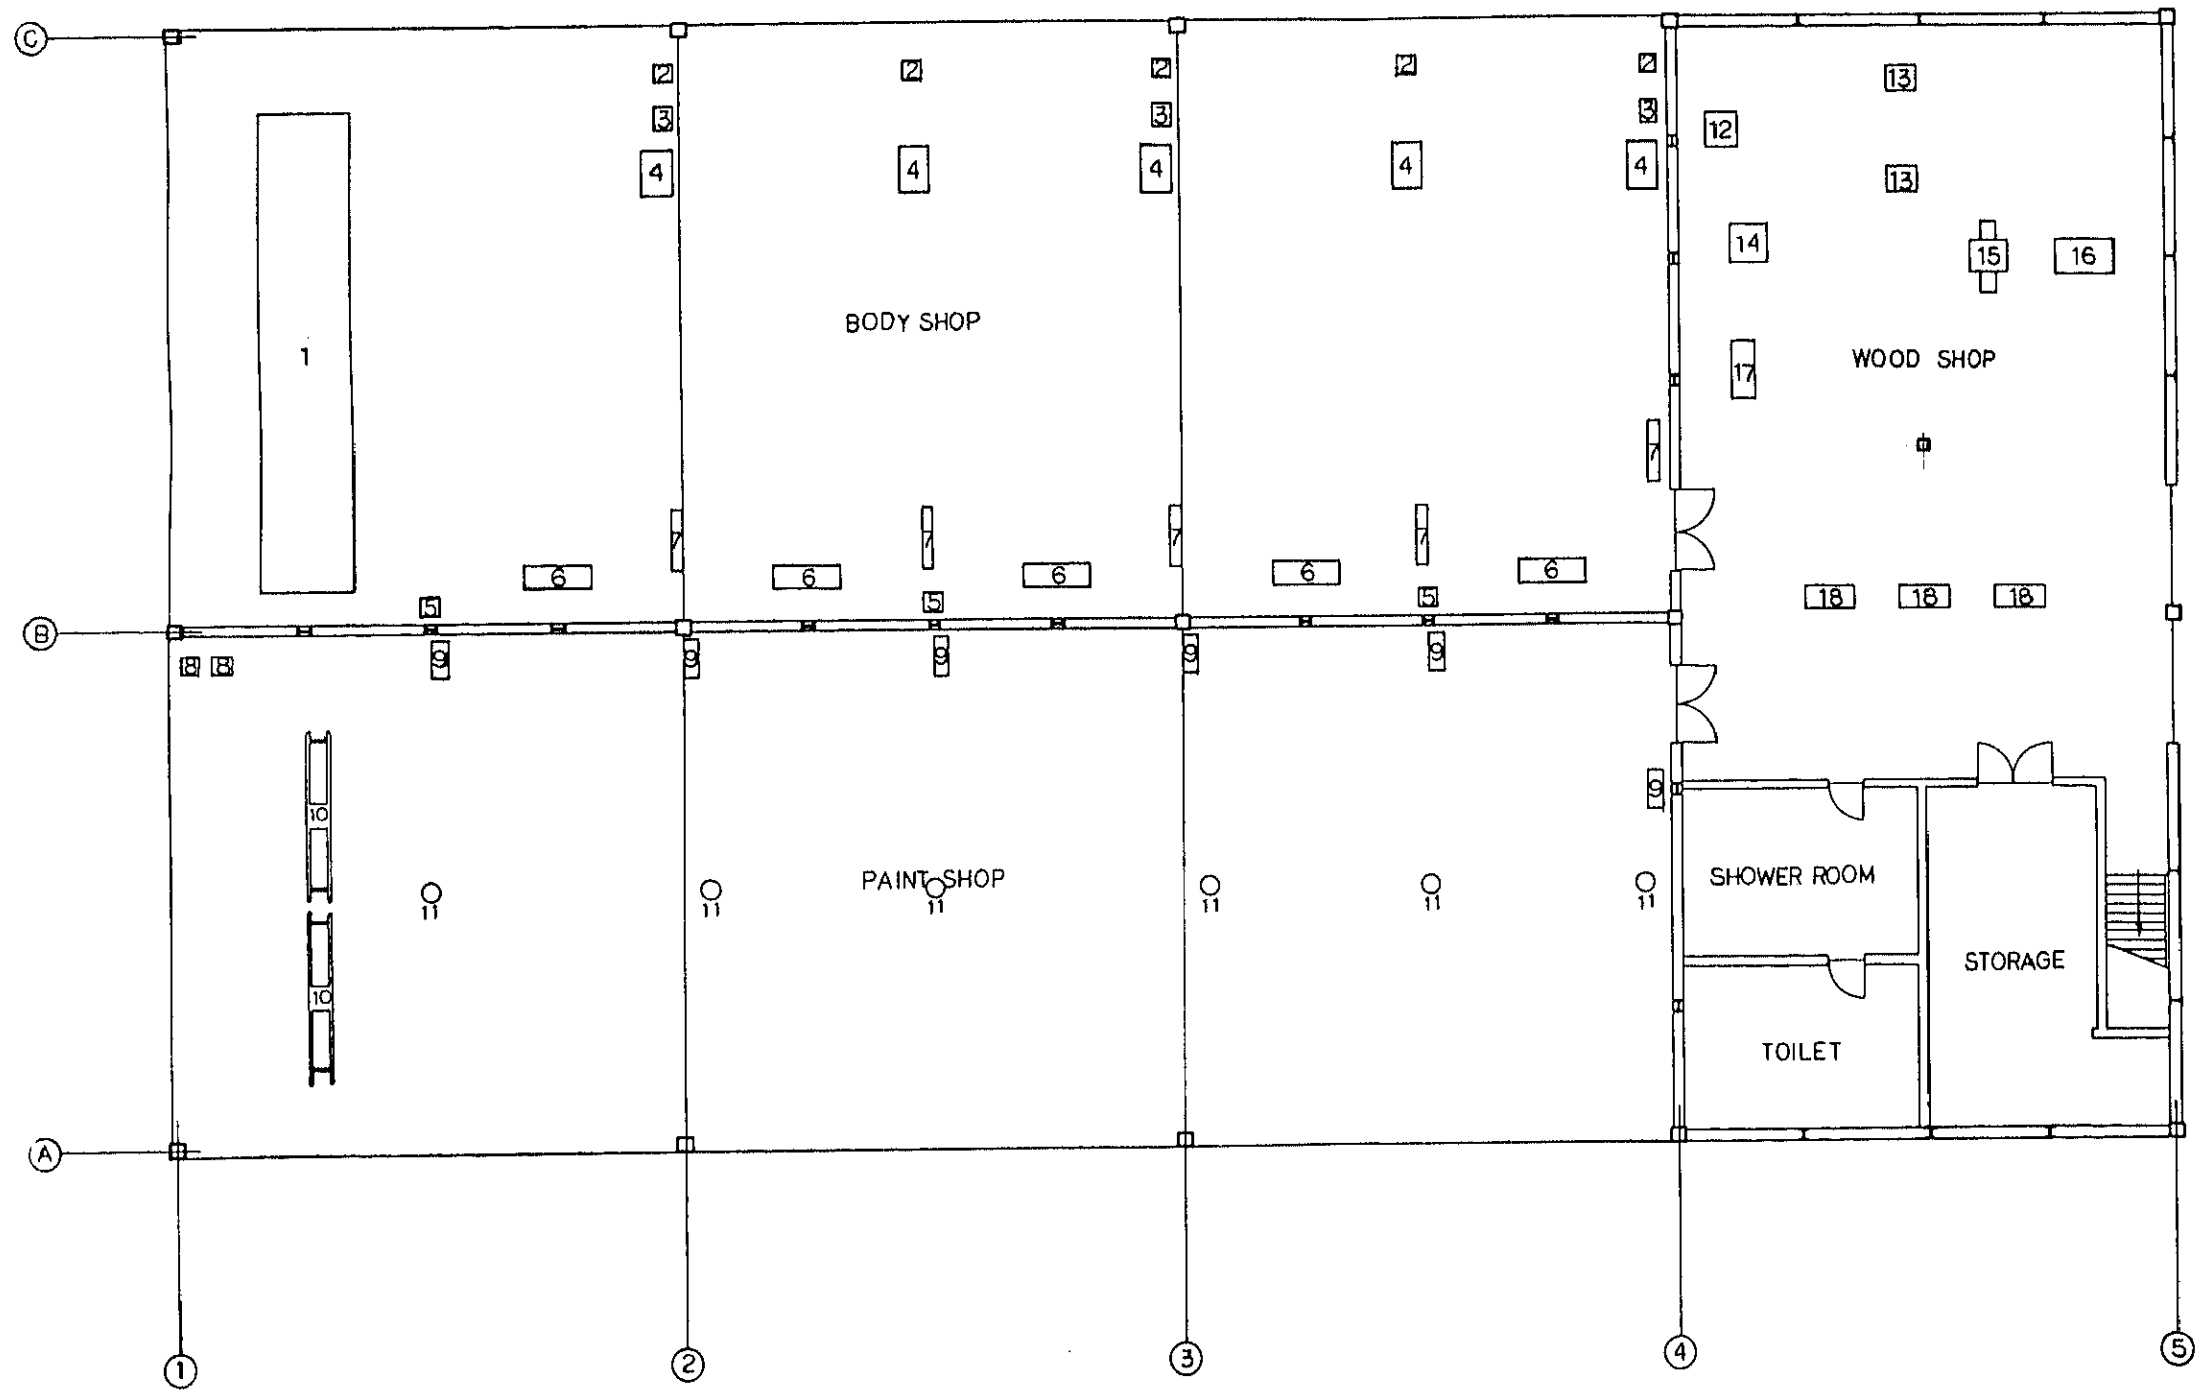 C
2 2 2 2 2
13
3 3 3 12
4 4 4 4 4
13
14 15 16
BODY SHOP
1
WOOD SHOP
17
7
7 7 7 7
6 6 6 6 6
5 5 5
18 18 18
B
8 8
9 9 9 9 9
9
10
PAINT SHOP
SHOWER ROOM
11 11 11 11 11 11
STORAGE
10
TOILET
A
1 2 3 4 5